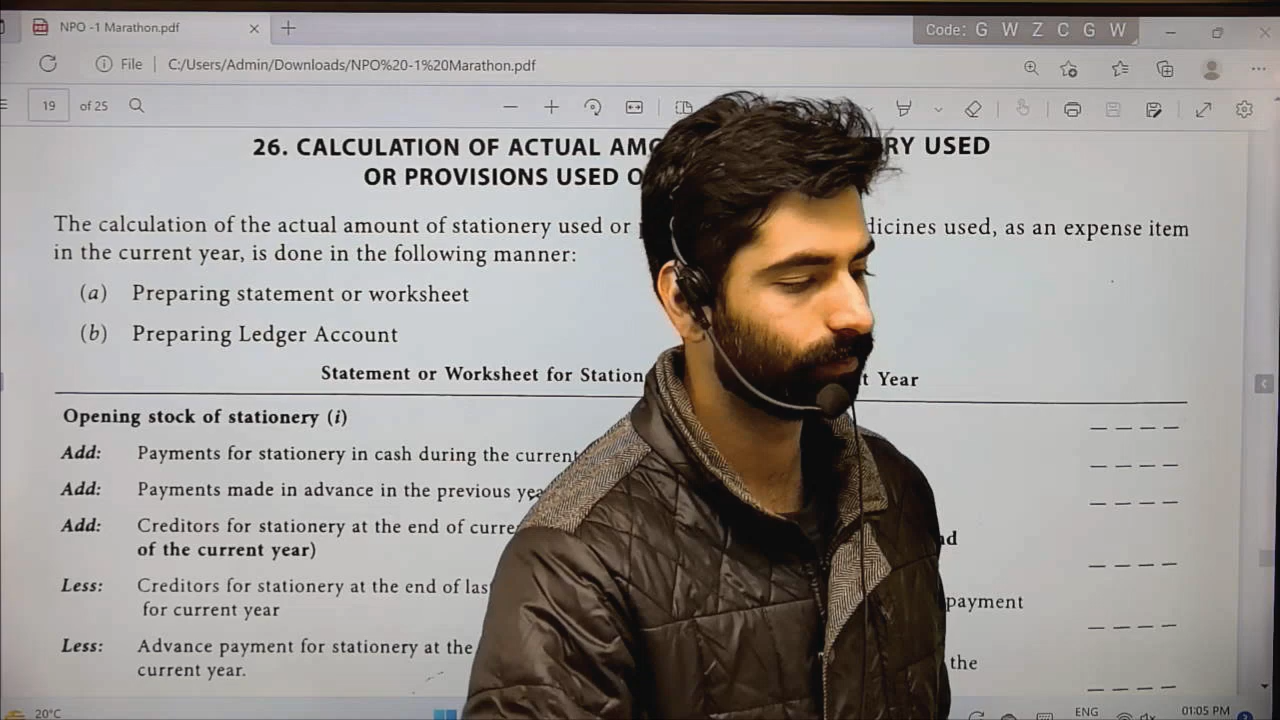 NPO -1 Marathon.pdf
Code: G W Z C G W
File | C:/Users/Admin/Downloads/NPO%20-1%20Marathon.pdf
19 of 25
26. CALCULATION OF ACTUAL AMO RY USED
OR PROVISIONS USED O
The calculation of the actual amount of stationery used or dicines used, as an expense item
in the current year, is done in the following manner:
(a) Preparing statement or worksheet
(b) Preparing Ledger Account
Statement or Worksheet for Station t Year
Opening stock of stationery (i)
Add: Payments for stationery in cash during the current
Add: Payments made in advance in the previous yea
Add: Creditors for stationery at the end of curre nd
of the current year)
Less: Creditors for stationery at the end of las payment
for current year
Less: Advance payment for stationery at the the
current year.
20°C ENG 01:05 PM